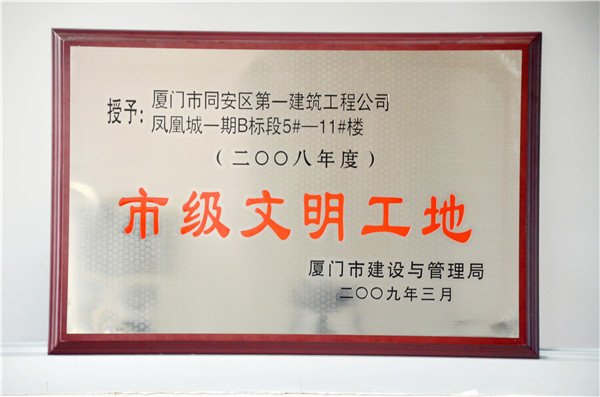 授予：厦门市同安区第一建筑工程公司
凤凰城一期B标段5#—11#楼
（二〇〇八年度）
市级文明工地
厦门市建设与管理局
二〇〇九年三月